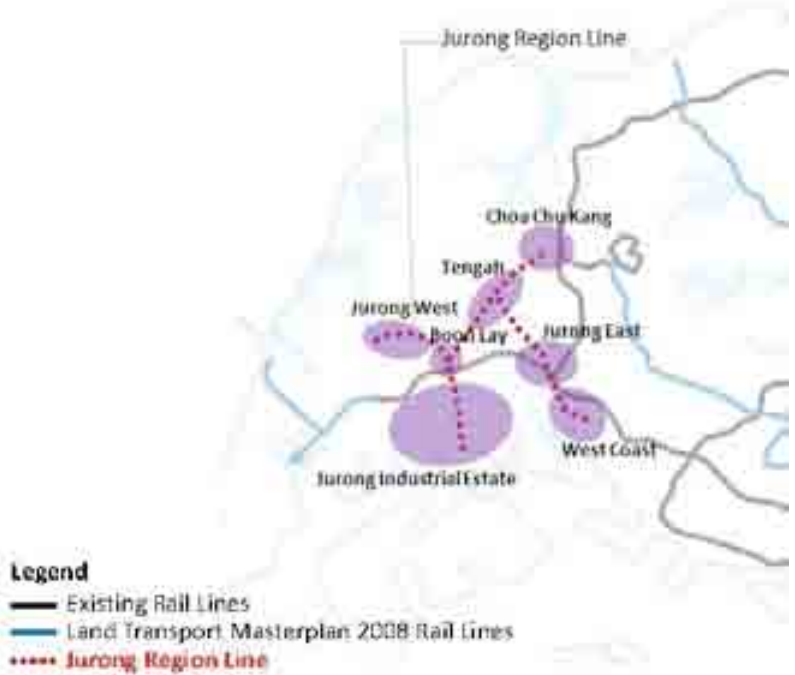 Jurong Region Line
Choa Chu Kang
Tengah
Jurong West
Boon Lay
Jurong East
West Coast
Jurong Industrial Estate
Legend
Existing Rail Lines
Land Transport Masterplan 2008 Rail Lines
Jurong Region Line